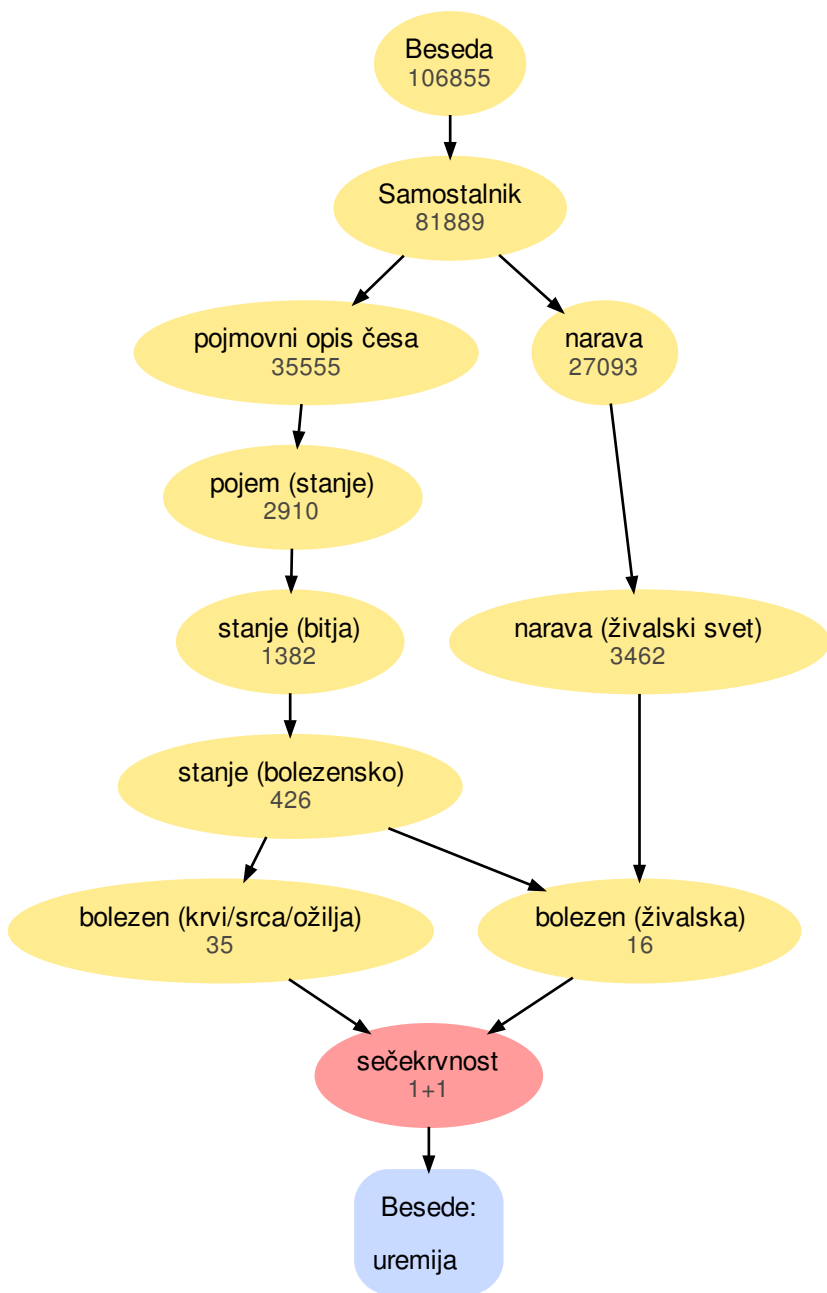 Beseda
106855
Samostalnik
81889
pojmovni opis česa
35555
narava
27093
pojem (stanje)
2910
stanje (bitja)
1382
narava (živalski svet)
3462
stanje (bolezensko)
426
bolezen (krvi/srca/ožilja)
35
bolezen (živalska)
16
sečekrvnost
1+1
Besede:
uremija